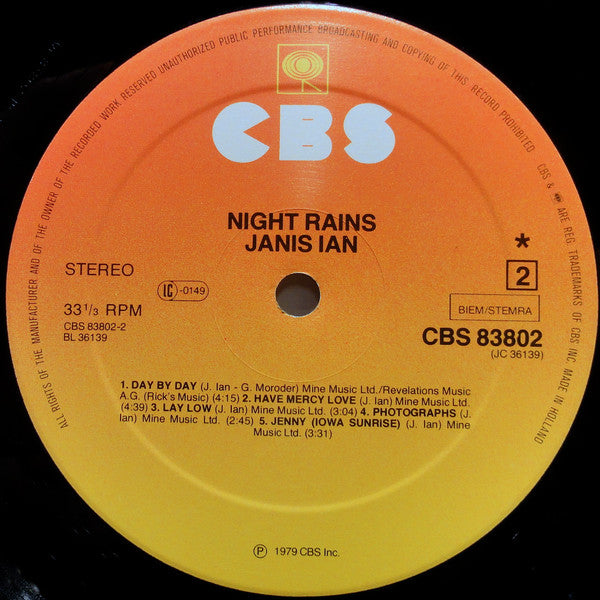 ALL RIGHTS OF THE MANUFACTURER AND OF THE OWNER OF THE RECORDED WORK RESERVED UNAUTHORIZED PUBLIC PERFORMANCE BROADCASTING AND COPYING OF THIS RECORD PROHIBITED CBS & ARE REG. TRADEMARKS OF CBS INC. MADE IN HOLLAND
CBS
NIGHT RAINS
JANIS IAN
STEREO
33 1/3 RPM
CBS 83802-2
BL 36139
IC -0149
*
2
BIEM/STEMRA
CBS 83802
(JC 36139)
1. DAY BY DAY (J. Ian - G. Moroder) Mine Music Ltd./Revelations Music
A.G. (Rick's Music) (4:15) 2. HAVE MERCY LOVE (J. Ian) Mine Music Ltd.
(4:39) 3. LAY LOW (J. Ian) Mine Music Ltd. (3:04) 4. PHOTOGRAPHS (J.
Ian) Mine Music Ltd. (2:45) 5. JENNY (IOWA SUNRISE) (J. Ian) Mine
Music Ltd. (3:31)
℗ 1979 CBS Inc.